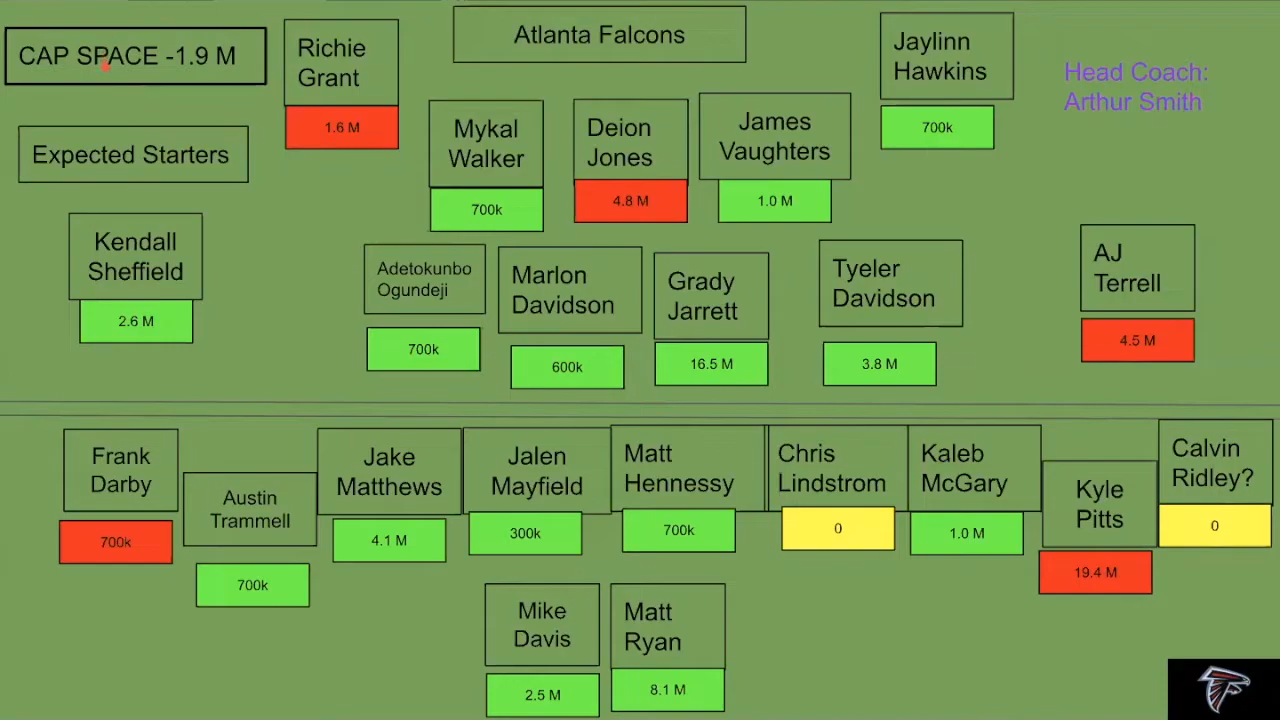 Atlanta Falcons
CAP SPACE -1.9 M
Richie
Grant
1.6 M
Jaylinn
Hawkins
700k
Head Coach:
Arthur Smith
Expected Starters
Mykal
Walker
700k
Deion
Jones
4.8 M
James
Vaughters
1.0 M
Kendall
Sheffield
2.6 M
Adetokunbo
Ogundeji
700k
Marlon
Davidson
600k
Grady
Jarrett
16.5 M
Tyeler
Davidson
3.8 M
AJ
Terrell
4.5 M
Frank
Darby
700k
Austin
Trammell
700k
Jake
Matthews
4.1 M
Jalen
Mayfield
300k
Matt
Hennessy
700k
Chris
Lindstrom
0
Kaleb
McGary
1.0 M
Kyle
Pitts
19.4 M
Calvin
Ridley?
0
Mike
Davis
2.5 M
Matt
Ryan
8.1 M